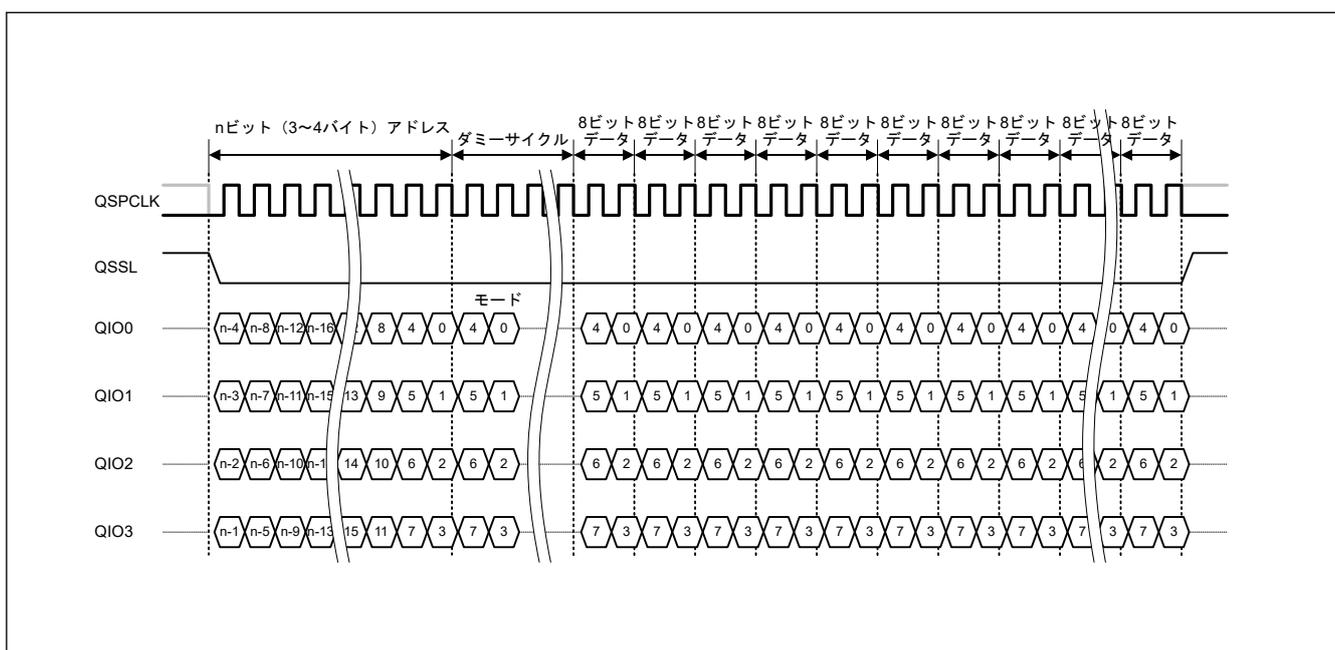 nビット（3～4バイト）アドレス
ダミーサイクル
8ビット 8ビット 8ビット 8ビット 8ビット 8ビット 8ビット 8ビット 8ビット 8ビット
データ データ データ データ データ データ データ データ データ データ
QSPCLK
QSSL
モード
QIO0 n-4 n-8 n-12 n-16 8 4 0 4 0 4 0 4 0 4 0 4 0 4 0 4 0 4 0 4 0 4 0 4 0
QIO1 n-3 n-7 n-11 n-15 13 9 5 1 5 1 5 1 5 1 5 1 5 1 5 1 5 1 5 1 5 1 5 1 5 1
QIO2 n-2 n-6 n-10 14 10 6 2 6 2 6 2 6 2 6 2 6 2 6 2 6 2 6 2 6 2 6 2 6 2
QIO3 n-1 n-5 n-9 n-13 15 11 7 3 7 3 7 3 7 3 7 3 7 3 7 3 7 3 7 3 7 3 7 3 7 3